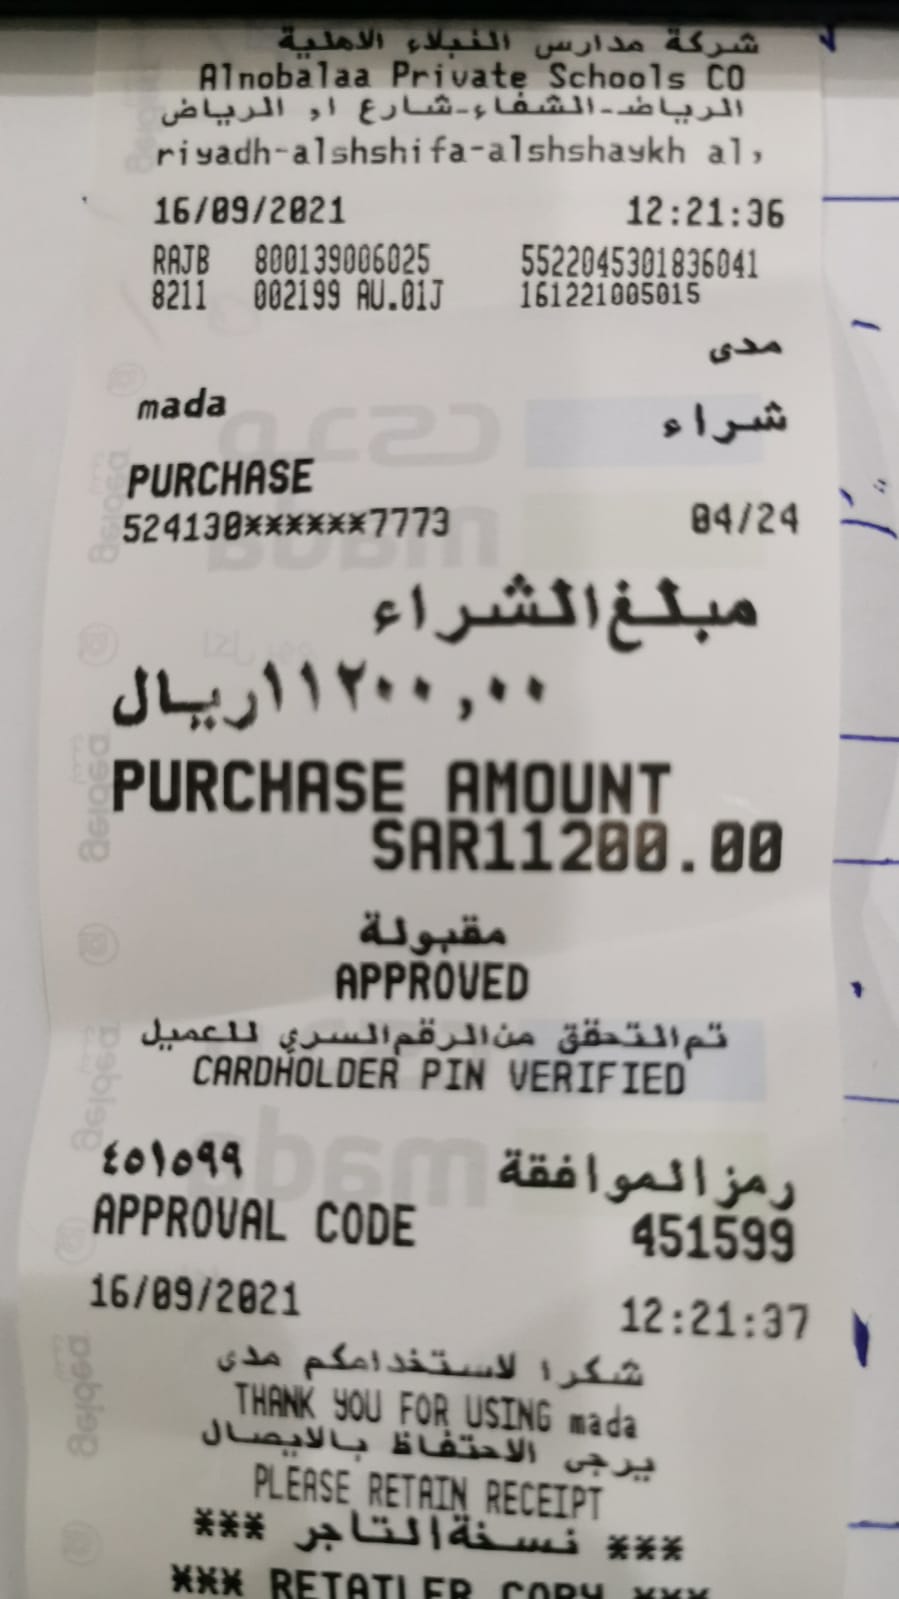 شركة مدارس النبلاء الاهلية
Alnobalaa Private Schools CO
الرياض-الشفاء-شارع ا, الرياض
riyadh-alshshifa-alshshaykh al,
16/09/2021 12:21:36
RAJB 800139006025 5522045301836041
8211 002199 AU.01J 161221005015
مدى
mada
شراء
PURCHASE
524130******7773 04/24
مبلغ الشراء
١١٢٠٠,٠٠ ريال
PURCHASE AMOUNT
SAR11200.00
مقبولة
APPROVED
تم التحقق من الرقم السري للعميل
CARDHOLDER PIN VERIFIED
رمز الموافقة ٤٥١٥٩٩
APPROVAL CODE 451599
16/09/2021 12:21:37
شكرا لاستخدامكم مدى
THANK YOU FOR USING mada
يرجى الاحتفاظ بالايصال
PLEASE RETAIN RECEIPT
*** نسخة التاجر ***
*** RETAILER COPY ***